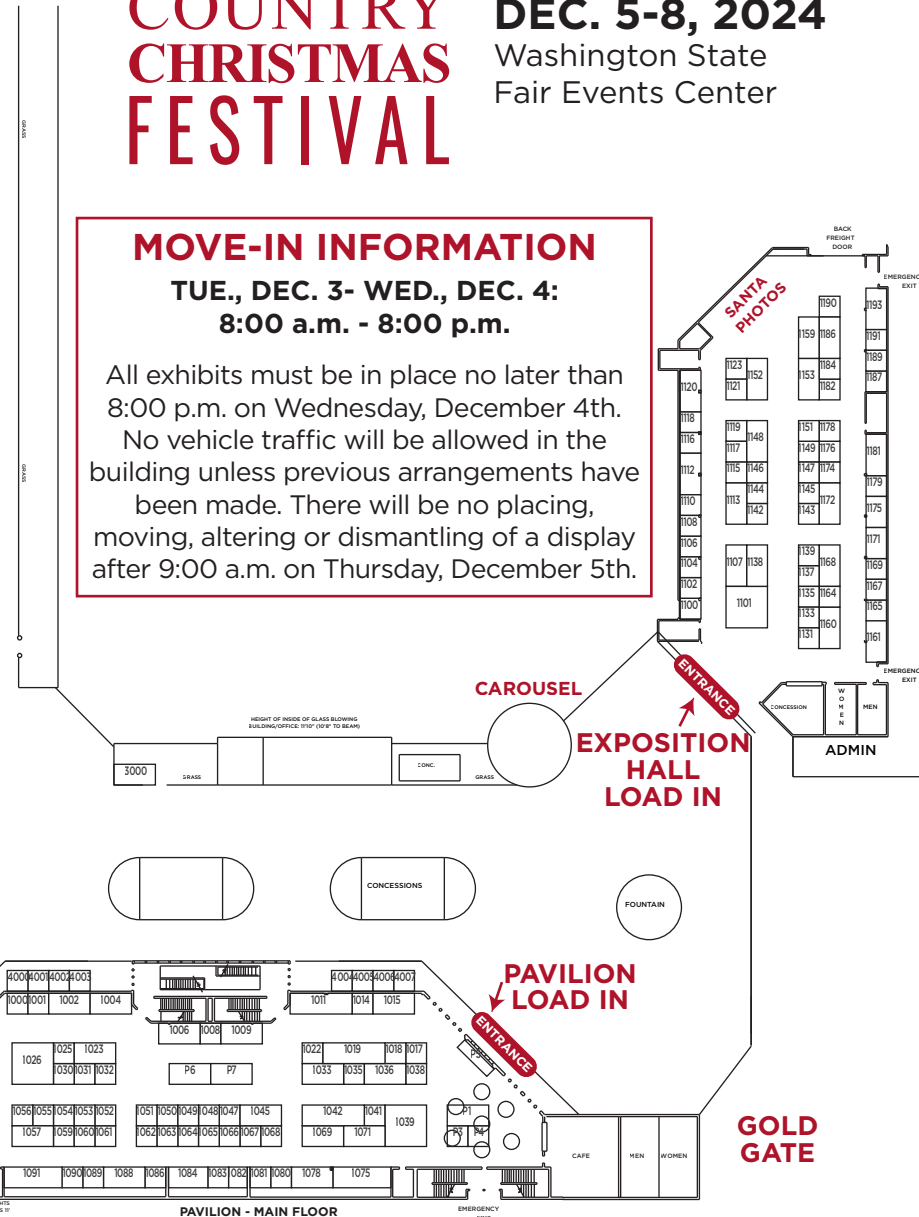 COUNTRY
CHRISTMAS
FESTIVAL
DEC. 5-8, 2024
Washington State
Fair Events Center
MOVE-IN INFORMATION
TUE., DEC. 3- WED., DEC. 4:
8:00 a.m. - 8:00 p.m.
All exhibits must be in place no later than
8:00 p.m. on Wednesday, December 4th.
No vehicle traffic will be allowed in the
building unless previous arrangements have
been made. There will be no placing,
moving, altering or dismantling of a display
after 9:00 a.m. on Thursday, December 5th.
GRASS
GRASS
BACK
FREIGHT
DOOR
EMERGENC
EXIT
SANTA
PHOTOS
1190
1193
1159 1186
1191
1189
1123
1152
1153
1184
1187
1121
1182
1120
1118
1116
1112
1110
1108
1106
1104
1102
1100
1119
1148
1117
1115 1146
1113
1144
1142
1151 1178
1149 1176
1147 1174
1145
1172
1143
1181
1179
1175
1171
1169
1167
1165
1161
1107 1138
1101
1139
1168
1137
1135 1164
1133
1160
1131
EMERGENC
EXIT
ENTRANCE
CONCESSION
WOMEN
MEN
ADMIN
CAROUSEL
EXPOSITION
HALL
LOAD IN
HEIGHT OF INSIDE OF GLASS BLOWING
BUILDING/OFFICE: 11'10" (10'8" TO BEAM)
3000
GRASS
CONC.
GRASS
CONCESSIONS
FOUNTAIN
PAVILION
LOAD IN
ENTRANCE
4000 4001 4002 4003
4004 4005 4006 4007
1000 1001 1002 1004
1011 1014 1015
1006 1008 1009
1026
1025 1023
1030 1031 1032
P6 P7
1022 1019 1018 1017
1033 1035 1036 1038
P5
1056 1055 1054 1053 1052
1057 1059 1060 1061
1051 1050 1049 1048 1047 1045
1062 1063 1064 1065 1066 1067 1068
1042 1041
1039
1069 1071
P1
P3 P4
CAFE
MEN
WOMEN
GOLD
GATE
1091 1090 1089 1088 1086 1084 1083 082 1081 1080 1078 1075
PAVILION - MAIN FLOOR
EMERGENCY